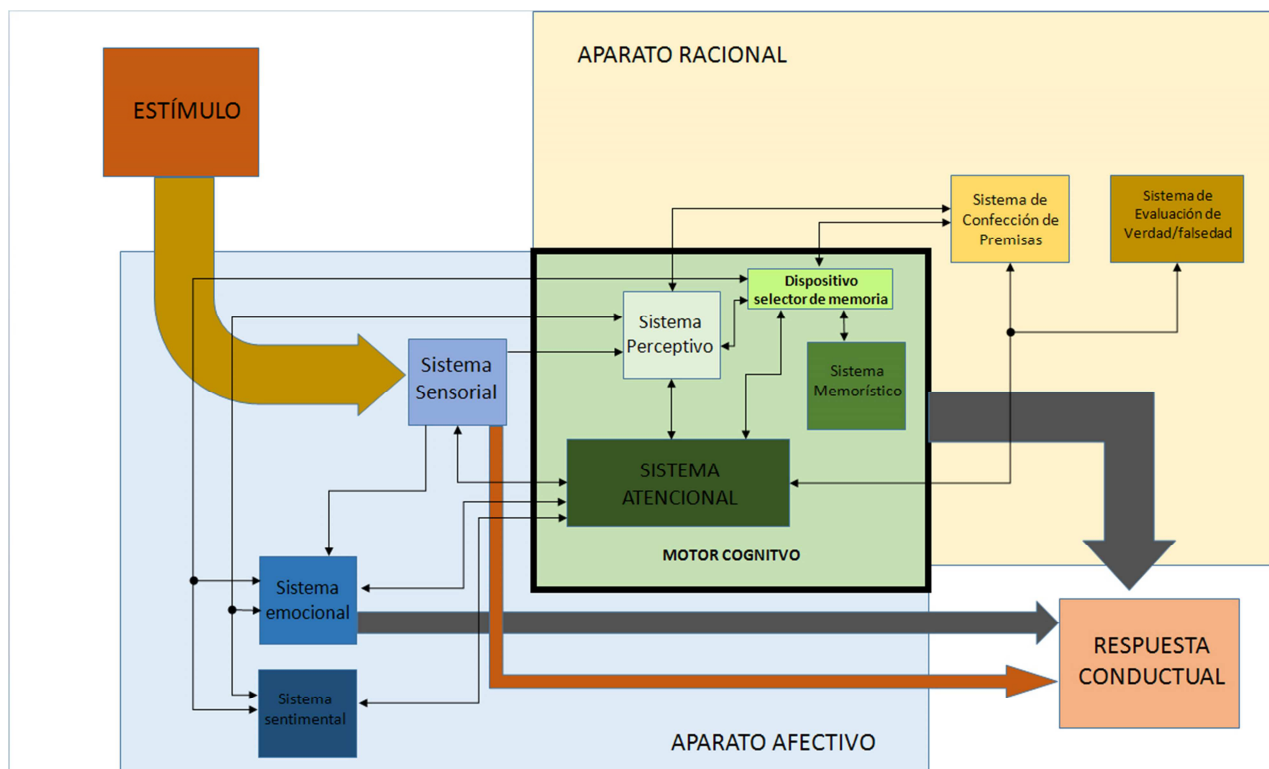 APARATO RACIONAL
ESTÍMULO
Sistema de
Confección de
Premisas
Sistema de
Evaluación de
Verdad/falsedad
Dispositivo
selector de memoria
Sistema
Perceptivo
Sistema
Sensorial
Sistema
Memorístico
SISTEMA
ATENCIONAL
MOTOR COGNITVO
Sistema
emocional
RESPUESTA
CONDUCTUAL
Sistema
sentimental
APARATO AFECTIVO